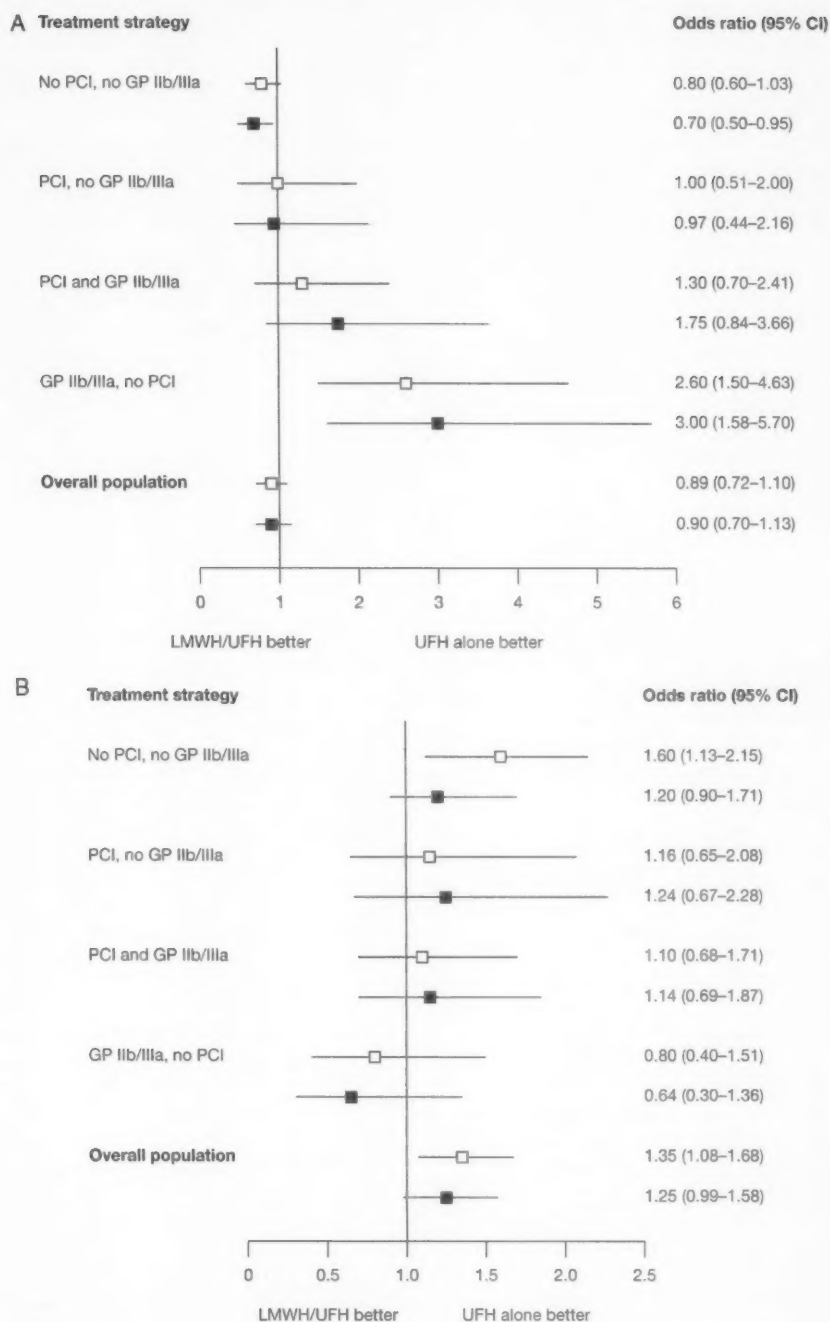 A Treatment strategy Odds ratio (95% CI)
No PCI, no GP IIb/IIIa 0.80 (0.60–1.03)
0.70 (0.50–0.95)
PCI, no GP IIb/IIIa 1.00 (0.51–2.00)
0.97 (0.44–2.16)
PCI and GP IIb/IIIa 1.30 (0.70–2.41)
1.75 (0.84–3.66)
GP IIb/IIIa, no PCI 2.60 (1.50–4.63)
3.00 (1.58–5.70)
Overall population 0.89 (0.72–1.10)
0.90 (0.70–1.13)
0 1 2 3 4 5 6
LMWH/UFH better UFH alone better
B Treatment strategy Odds ratio (95% CI)
No PCI, no GP IIb/IIIa 1.60 (1.13–2.15)
1.20 (0.90–1.71)
PCI, no GP IIb/IIIa 1.16 (0.65–2.08)
1.24 (0.67–2.28)
PCI and GP IIb/IIIa 1.10 (0.68–1.71)
1.14 (0.69–1.87)
GP IIb/IIIa, no PCI 0.80 (0.40–1.51)
0.64 (0.30–1.36)
Overall population 1.35 (1.08–1.68)
1.25 (0.99–1.58)
0 0.5 1.0 1.5 2.0 2.5
LMWH/UFH better UFH alone better